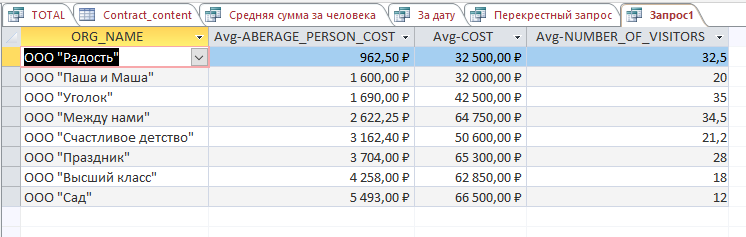 TOTAL Contract_content Средняя сумма за человека За дату Перекрестный запрос Запрос1
ORG_NAME Avg-ABERAGE_PERSON_COST Avg-COST Avg-NUMBER_OF_VISITORS
ООО "Радость" 962,50 ₽ 32 500,00 ₽ 32,5
ООО "Паша и Маша" 1 600,00 ₽ 32 000,00 ₽ 20
ООО "Уголок" 1 690,00 ₽ 42 500,00 ₽ 35
ООО "Между нами" 2 622,25 ₽ 64 750,00 ₽ 34,5
ООО "Счастливое детство" 3 162,40 ₽ 50 600,00 ₽ 21,2
ООО "Праздник" 3 704,00 ₽ 65 300,00 ₽ 28
ООО "Высший класс" 4 258,00 ₽ 62 850,00 ₽ 18
ООО "Сад" 5 493,00 ₽ 66 500,00 ₽ 12